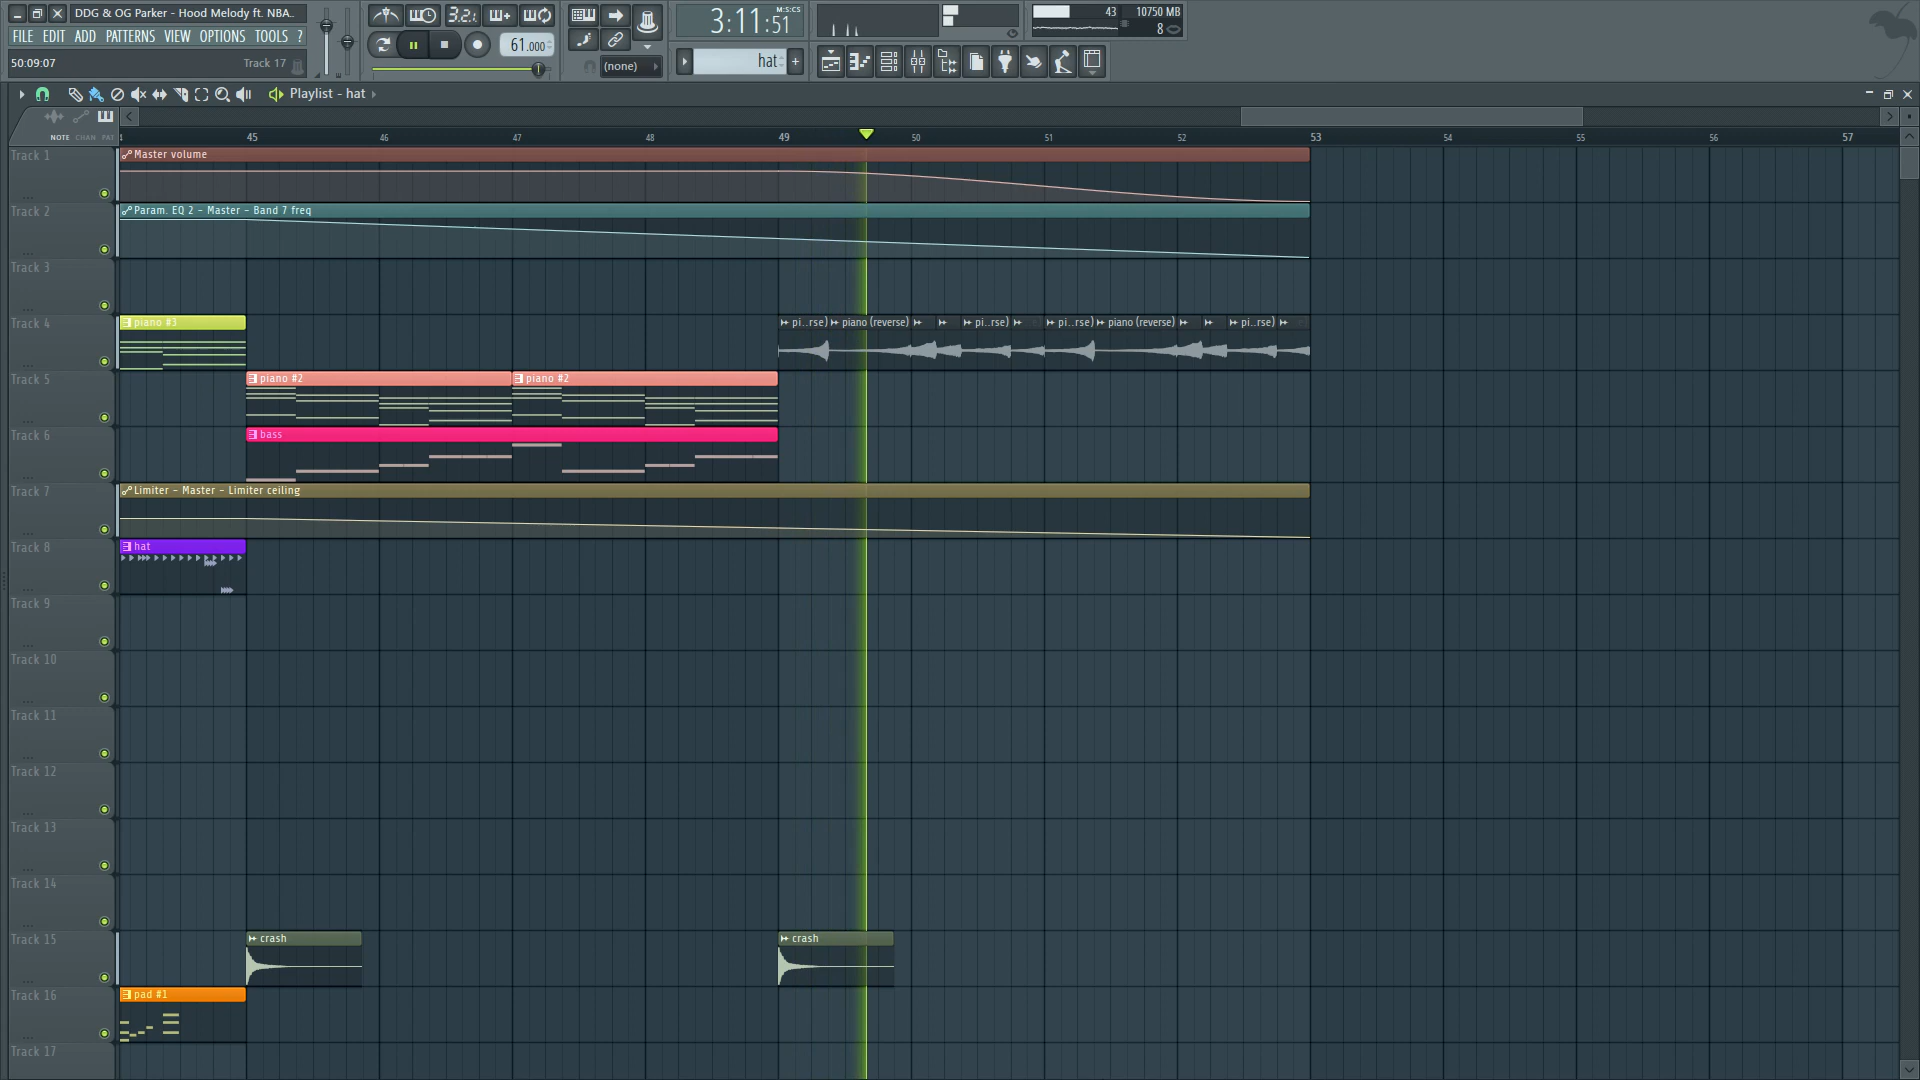 DDG & OG Parker - Hood Melody ft. NBA..
FILE EDIT ADD PATTERNS VIEW OPTIONS TOOLS ?
50:09:07 Track 17
3.2.1
61.000
(none)
3:11:51 M:S:CS
hat
43 10750 MB
8
Playlist - hat
NOTE CHAN PAT
45 46 47 48 49 50 51 52 53 54 55 56 57
Track 1
Master volume
Track 2
Param. EQ 2 - Master - Band 7 freq
Track 3
Track 4
piano #3
pi..rse) piano (reverse) pi..rse) pi..rse) piano (reverse) pi..rse)
Track 5
piano #2 piano #2
Track 6
bass
Track 7
Limiter - Master - Limiter ceiling
Track 8
hat
Track 9
Track 10
Track 11
Track 12
Track 13
Track 14
Track 15
crash crash
Track 16
pad #1
Track 17